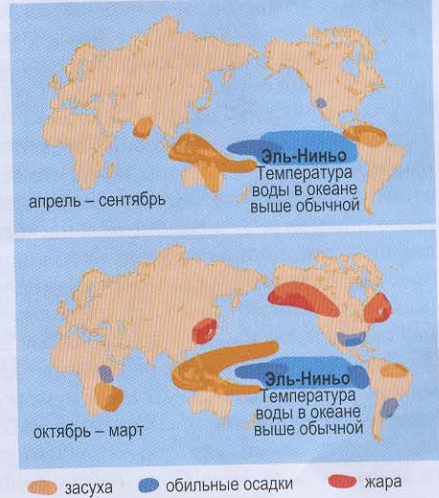 Эль-Ниньо
Температура
воды в океане
выше обычной
апрель – сентябрь
Эль-Ниньо
Температура
воды в океане
выше обычной
октябрь – март
засуха
обильные осадки
жара